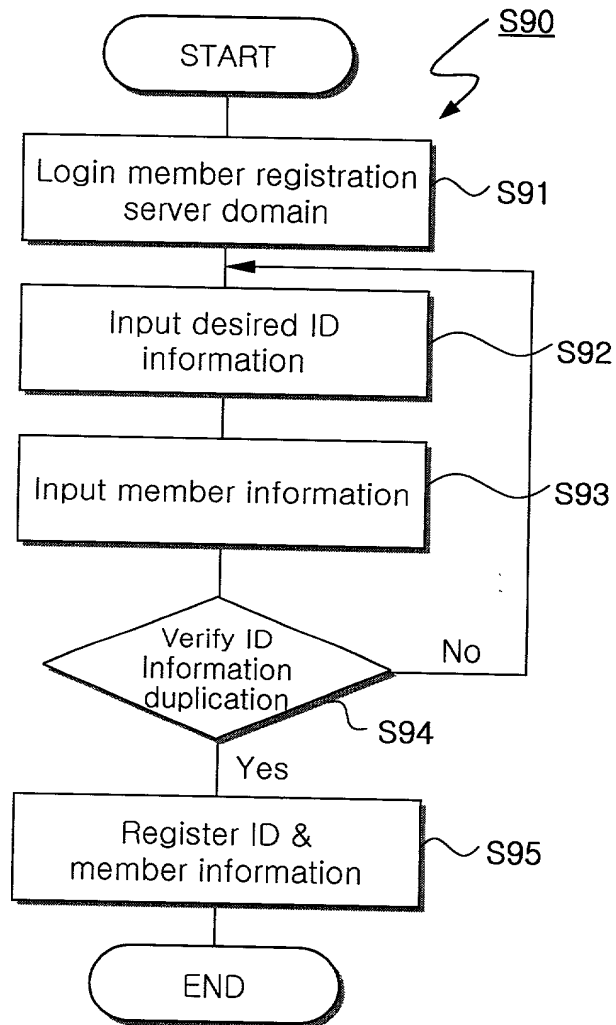 S90
START
Login member registration
server domain
S91
Input desired ID
information
S92
Input member information
S93
Verify ID
Information
duplication
No
S94
Yes
Register ID &
member information
S95
END